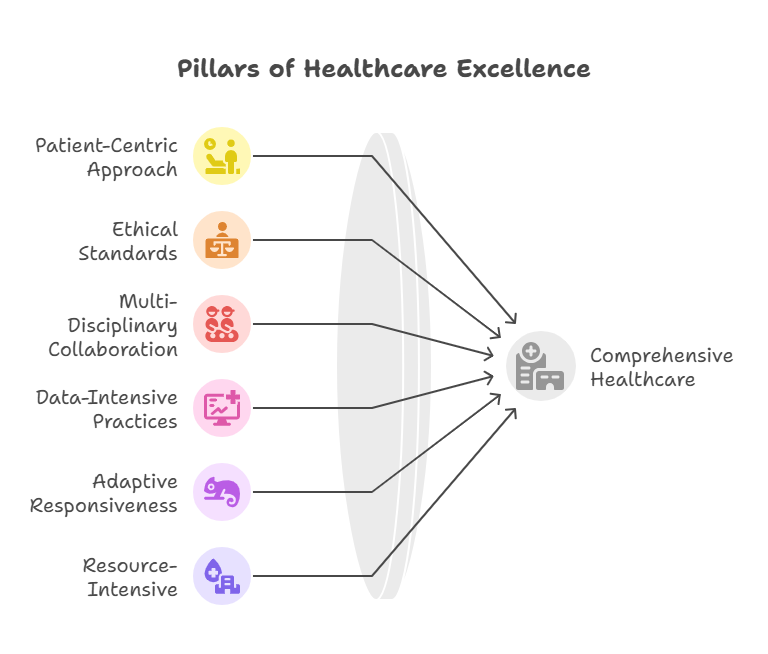 Pillars of Healthcare Excellence
Patient-Centric
Approach
Ethical
Standards
Multi-
Disciplinary
Collaboration
Data-Intensive
Practices
Adaptive
Responsiveness
Resource-
Intensive
Comprehensive
Healthcare